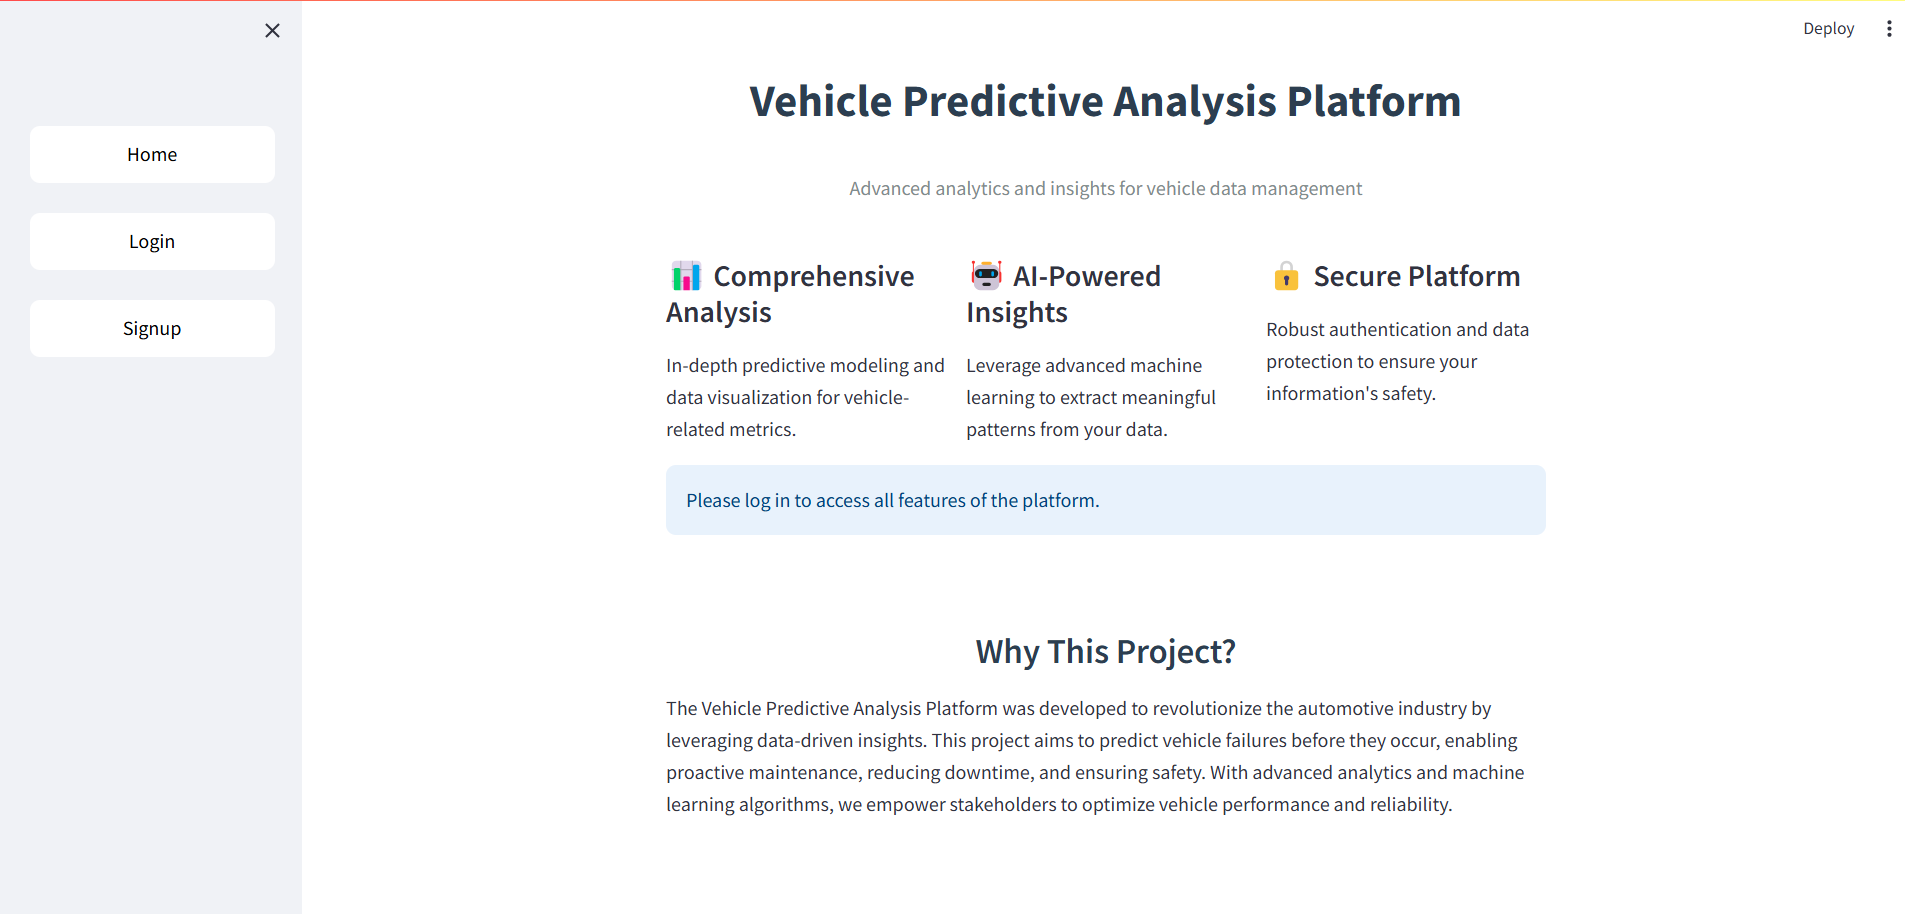 Deploy
Home
Login
Signup
Vehicle Predictive Analysis Platform
Advanced analytics and insights for vehicle data management
Comprehensive
Analysis
In-depth predictive modeling and
data visualization for vehicle-
related metrics.
AI-Powered
Insights
Leverage advanced machine
learning to extract meaningful
patterns from your data.
Secure Platform
Robust authentication and data
protection to ensure your
information's safety.
Please log in to access all features of the platform.
Why This Project?
The Vehicle Predictive Analysis Platform was developed to revolutionize the automotive industry by
leveraging data-driven insights. This project aims to predict vehicle failures before they occur, enabling
proactive maintenance, reducing downtime, and ensuring safety. With advanced analytics and machine
learning algorithms, we empower stakeholders to optimize vehicle performance and reliability.